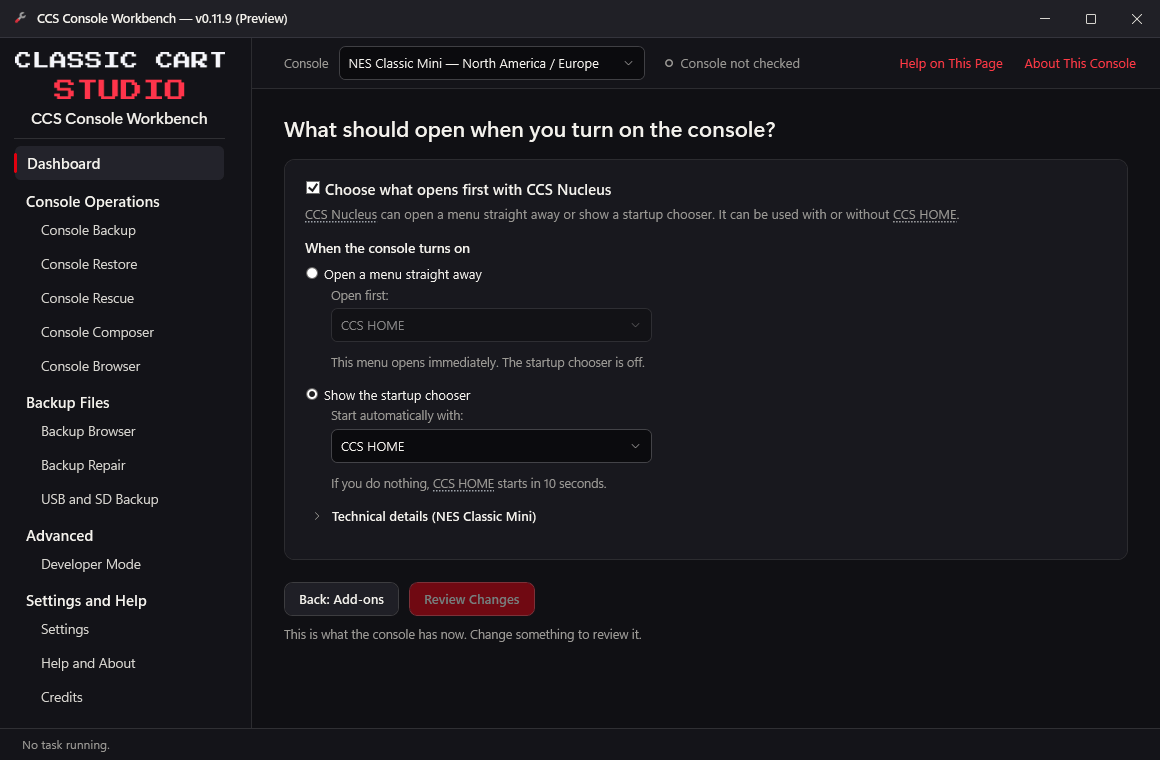 CCS Console Workbench — v0.11.9 (Preview)
CLASSIC CART
STUDIO
CCS Console Workbench
Dashboard
Console Operations
Console Backup
Console Restore
Console Rescue
Console Composer
Console Browser
Backup Files
Backup Browser
Backup Repair
USB and SD Backup
Advanced
Developer Mode
Settings and Help
Settings
Help and About
Credits
Console
NES Classic Mini — North America / Europe
Console not checked
Help on This Page
About This Console
What should open when you turn on the console?
Choose what opens first with CCS Nucleus
CCS Nucleus can open a menu straight away or show a startup chooser. It can be used with or without CCS HOME.
When the console turns on
Open a menu straight away
Open first:
CCS HOME
This menu opens immediately. The startup chooser is off.
Show the startup chooser
Start automatically with:
CCS HOME
If you do nothing, CCS HOME starts in 10 seconds.
Technical details (NES Classic Mini)
Back: Add-ons
Review Changes
This is what the console has now. Change something to review it.
No task running.